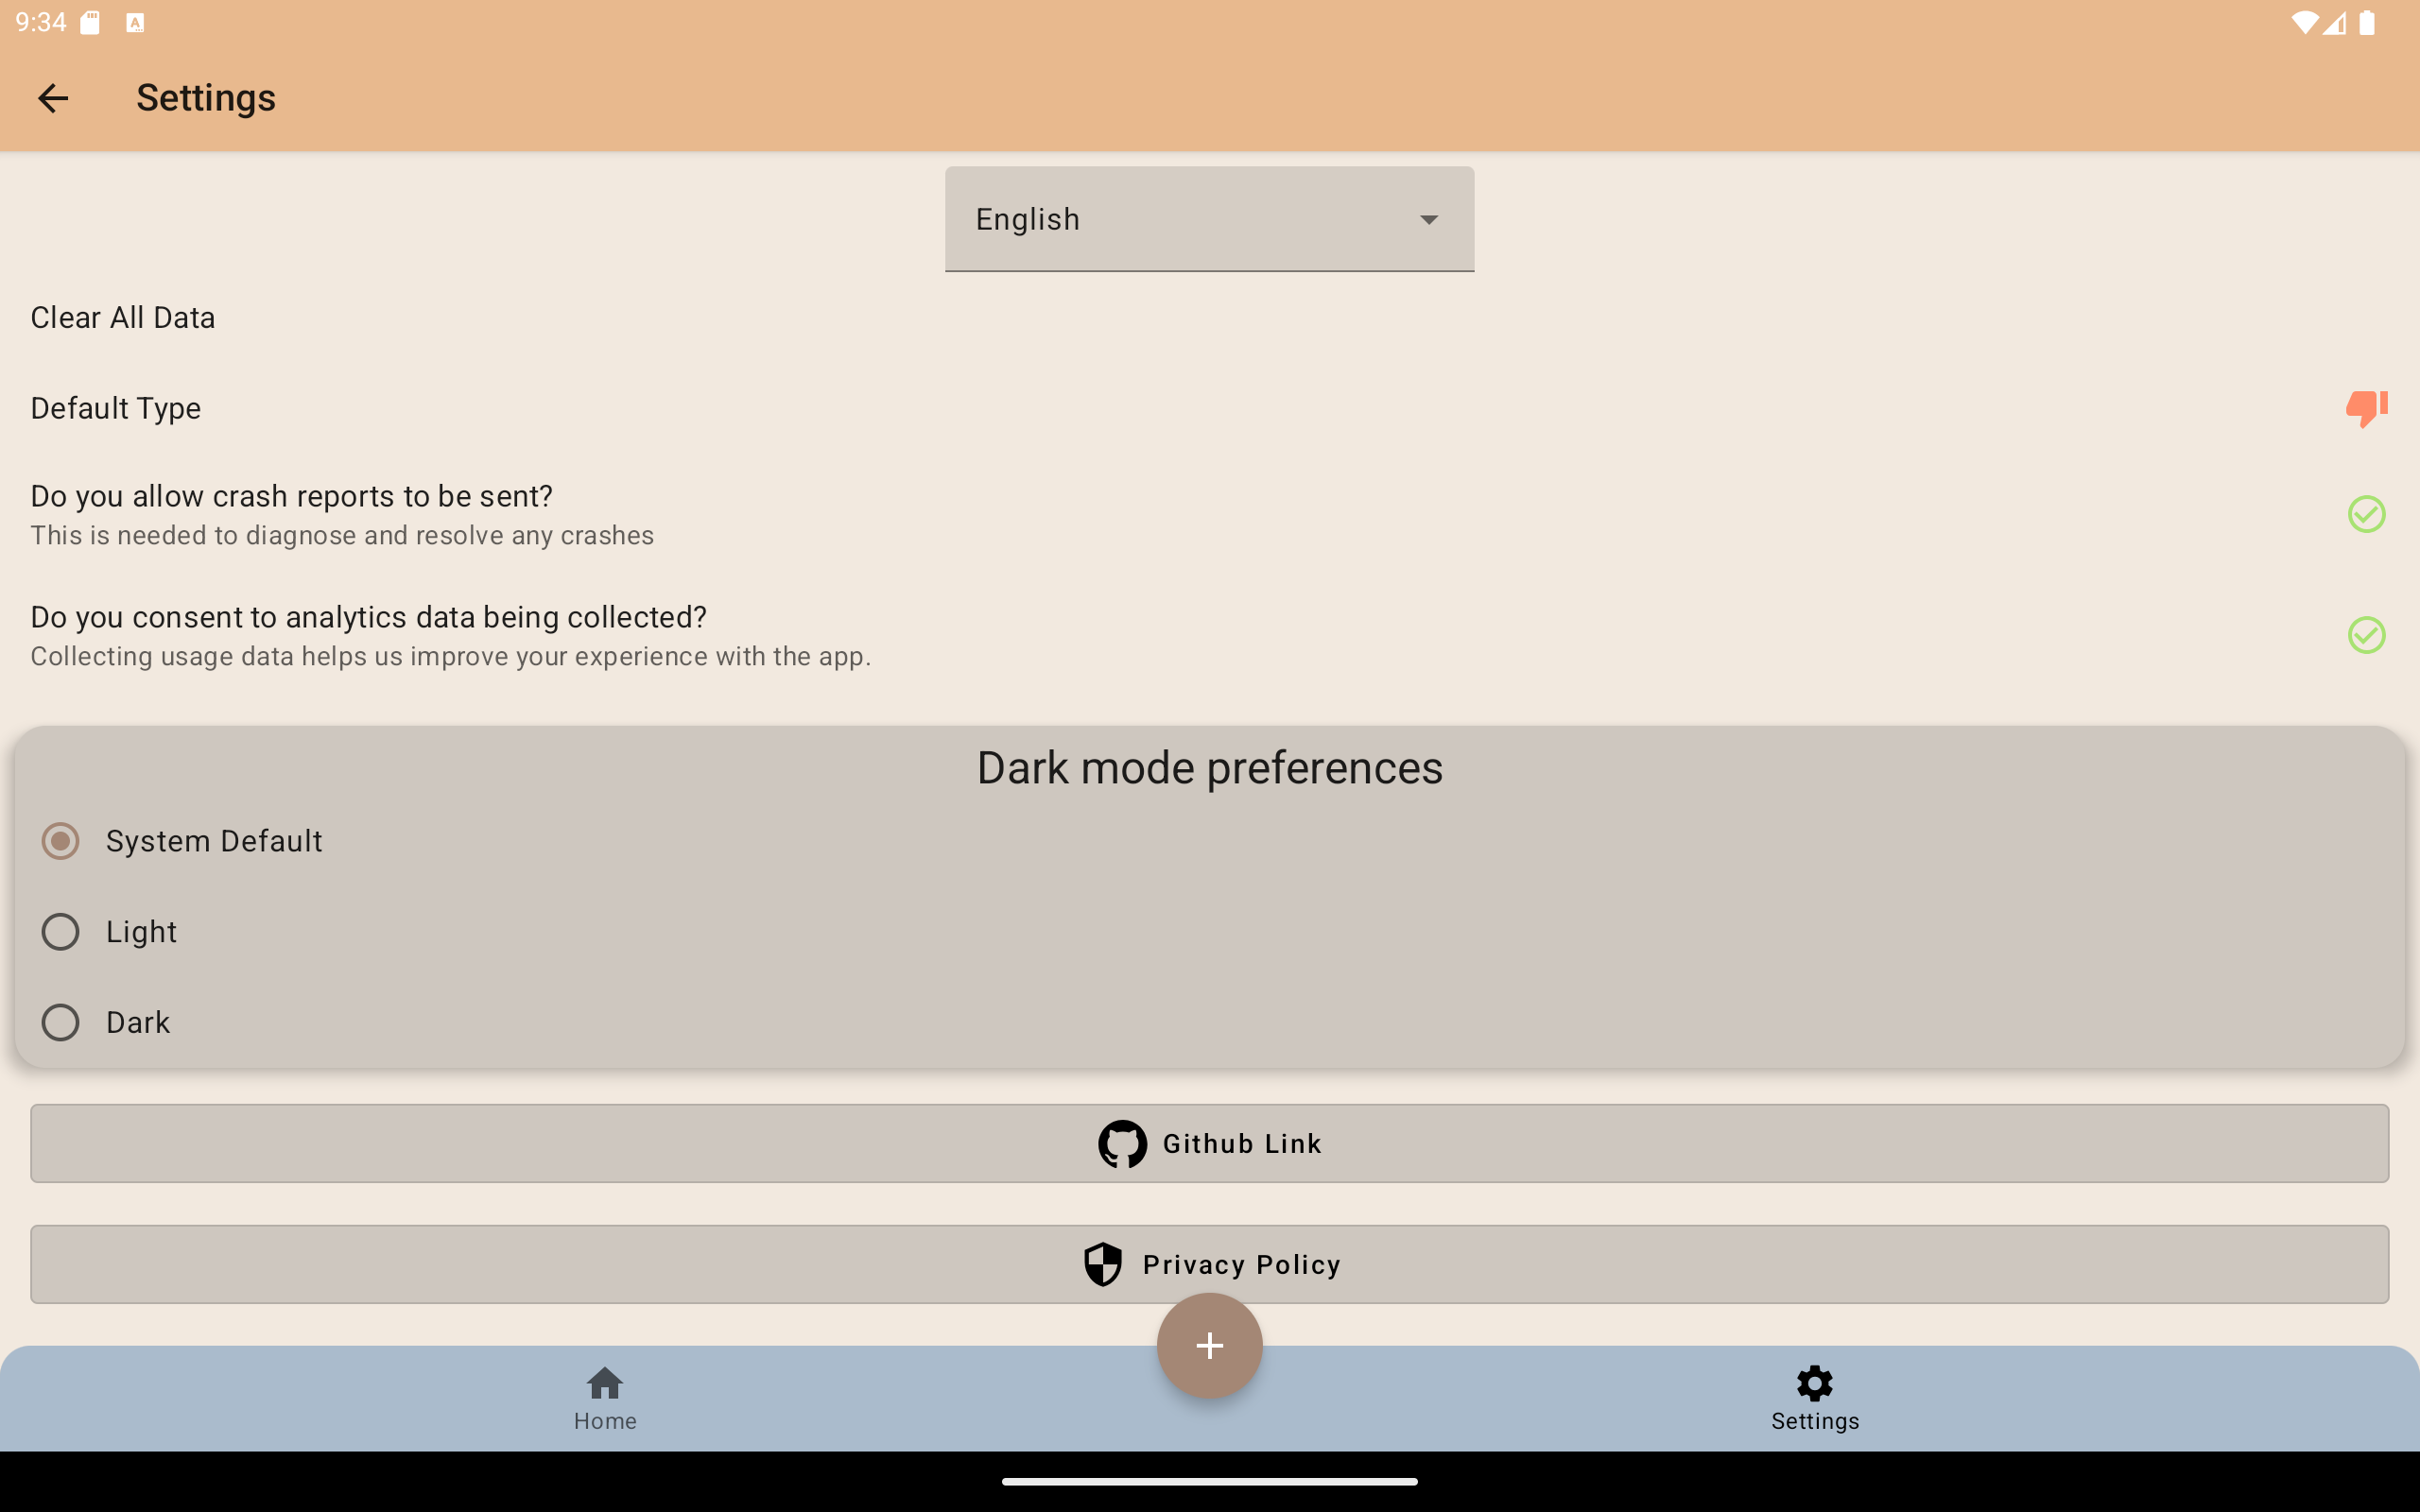 9:34
Settings
English
Clear All Data
Default Type
Do you allow crash reports to be sent?
This is needed to diagnose and resolve any crashes
Do you consent to analytics data being collected?
Collecting usage data helps us improve your experience with the app.
Dark mode preferences
System Default
Light
Dark
Github Link
Privacy Policy
Home
Settings